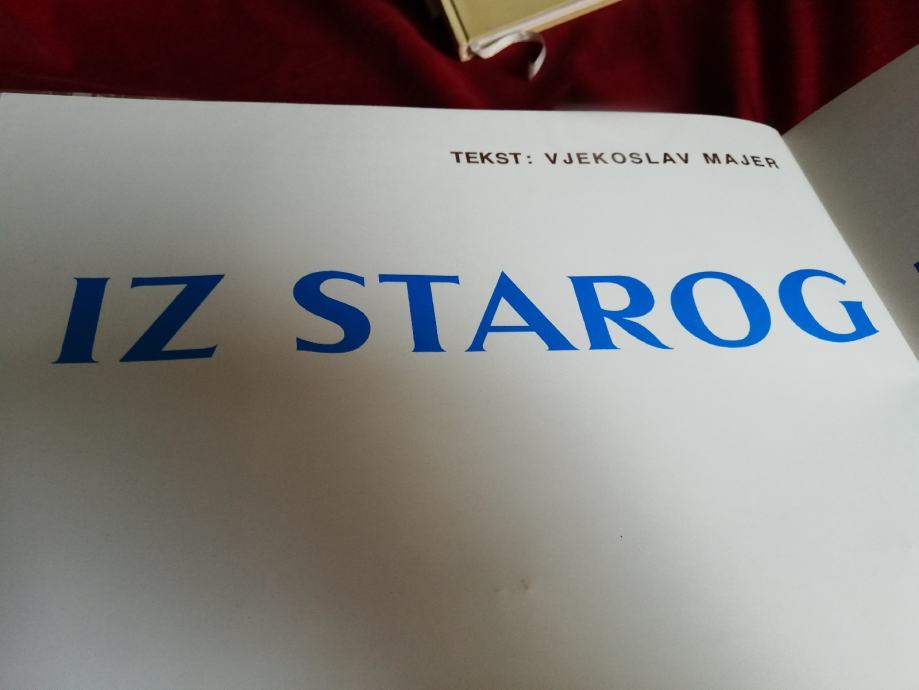 TEKST: VJEKOSLAV MAJER
IZ STAROG